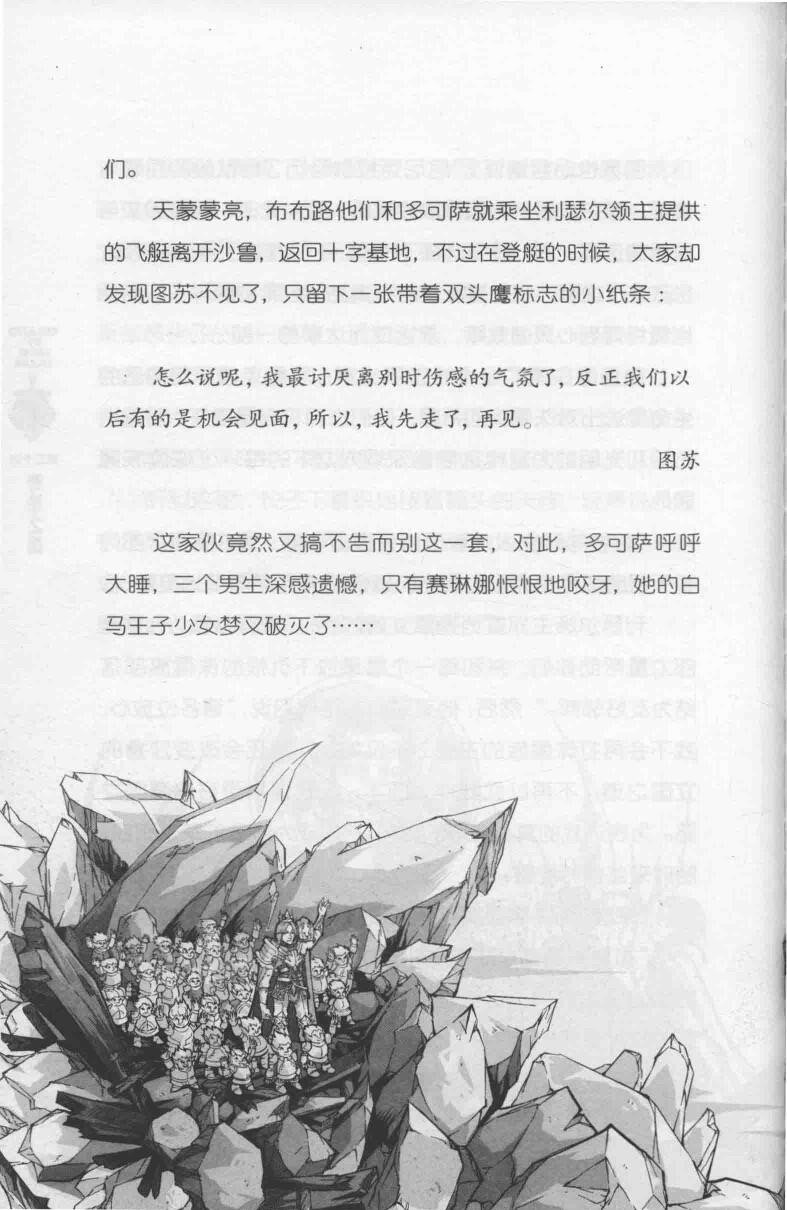 们。
天蒙蒙亮，布布路他们和多可萨就乘坐利瑟尔领主提供
的飞艇离开沙鲁，返回十字基地，不过在登艇的时候，大家却
发现图苏不见了，只留下一张带着双头鹰标志的小纸条：
怎么说呢，我最讨厌离别时伤感的气氛了，反正我们以
后有的是机会见面，所以，我先走了，再见。
图苏
这家伙竟然又搞不告而别这一套，对此，多可萨呼呼
大睡，三个男生深感遗憾，只有赛琳娜恨恨地咬牙，她的白
马王子少女梦又破灭了……